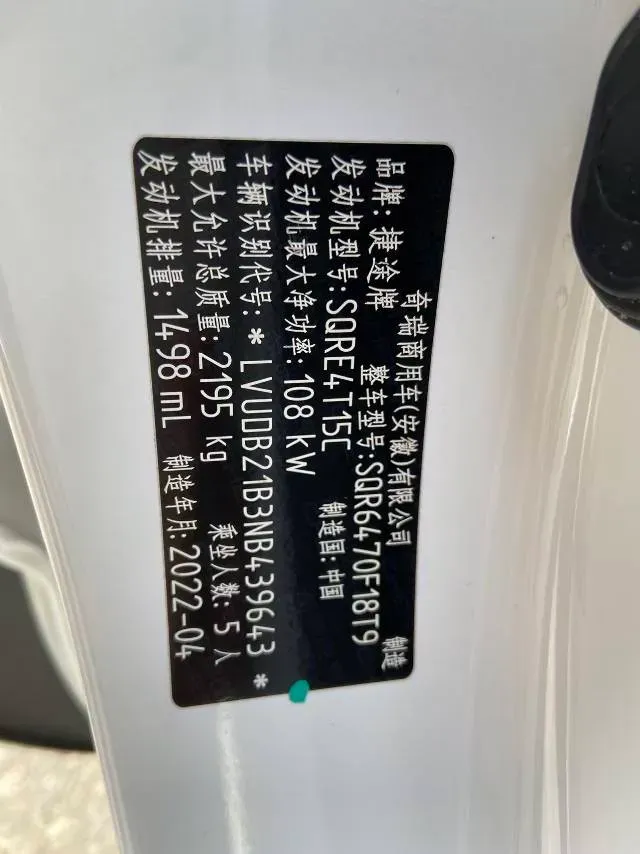 奇瑞商用车(安徽)有限公司 制造
品牌: 捷途牌 整车型号:SQR6470F18T9
发动机型号:SQRE4T15C 制造国:中国
发动机最大净功率: 108 kW
车辆识别代号: * LVUDB21B3NB439643 *
最大允许总质量: 2195 kg 乘坐人数: 5 人
发动机排量: 1498 mL 制造年月: 2022-04